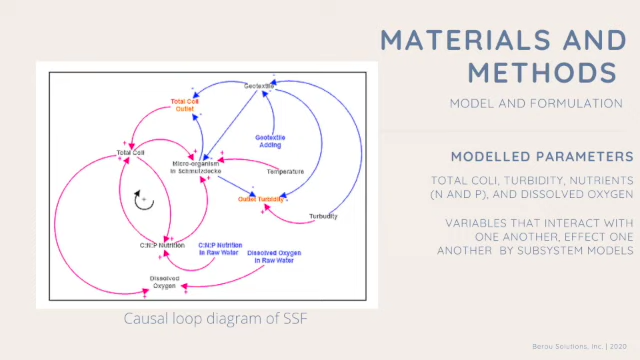 MATERIALS AND
METHODS
MODEL AND FORMULATION
MODELLED PARAMETERS
TOTAL COLI, TURBIDITY, NUTRIENTS
(N AND P), AND DISSOLVED OXYGEN
VARIABLES THAT INTERACT WITH
ONE ANOTHER, EFFECT ONE
ANOTHER BY SUBSYSTEM MODELS
Geotextile
Total Coli
Outlet
Geotextile
Adding
Total Coli
Micro-organism
in Schmutzdecke
Temperature
Outlet Turbidity
Turbudity
C:N:P Nutrition
C:N:P Nutrition
in Raw Water
Dissolved Oxygen
in Raw Water
Dissolved
Oxygen
Causal loop diagram of SSF
Borou Solutions, Inc. | 2020